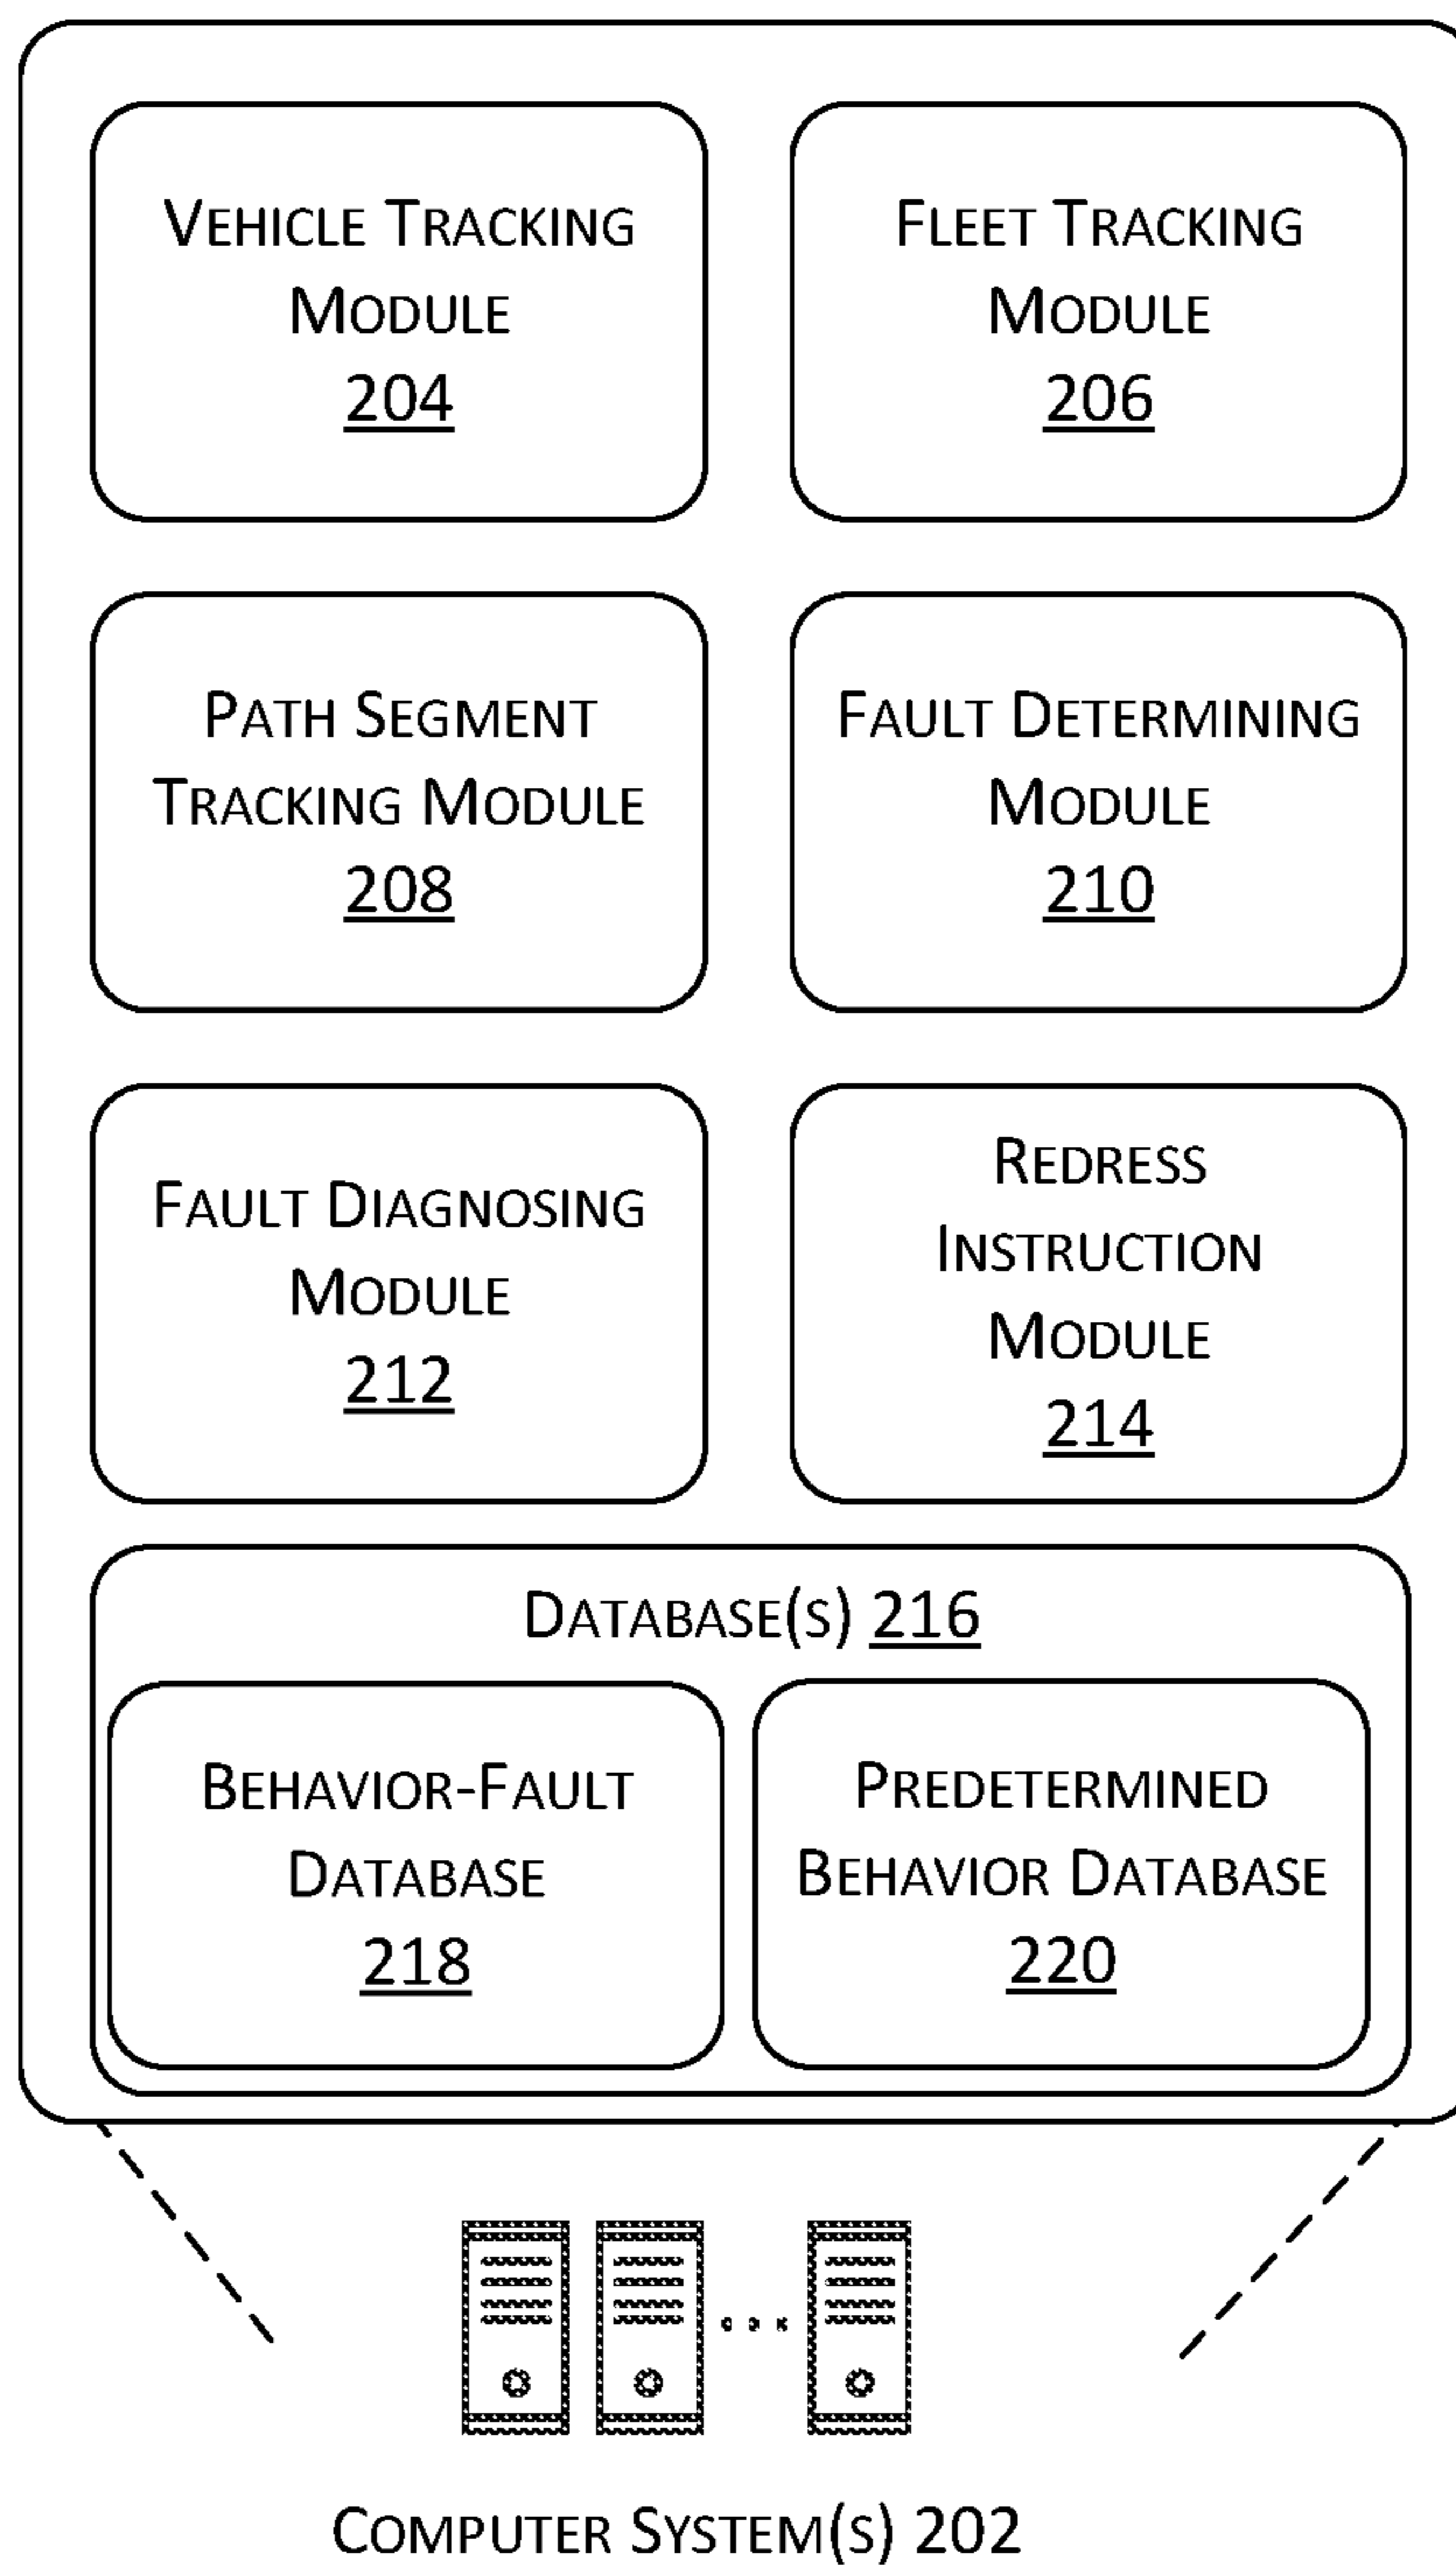 VEHICLE TRACKING
MODULE
204
FLEET TRACKING
MODULE
206
PATH SEGMENT
TRACKING MODULE
208
FAULT DETERMINING
MODULE
210
FAULT DIAGNOSING
MODULE
212
REDRESS
INSTRUCTION
MODULE
214
DATABASE(S) 216
BEHAVIOR-FAULT
DATABASE
218
PREDETERMINED
BEHAVIOR DATABASE
220
COMPUTER SYSTEM(S) 202